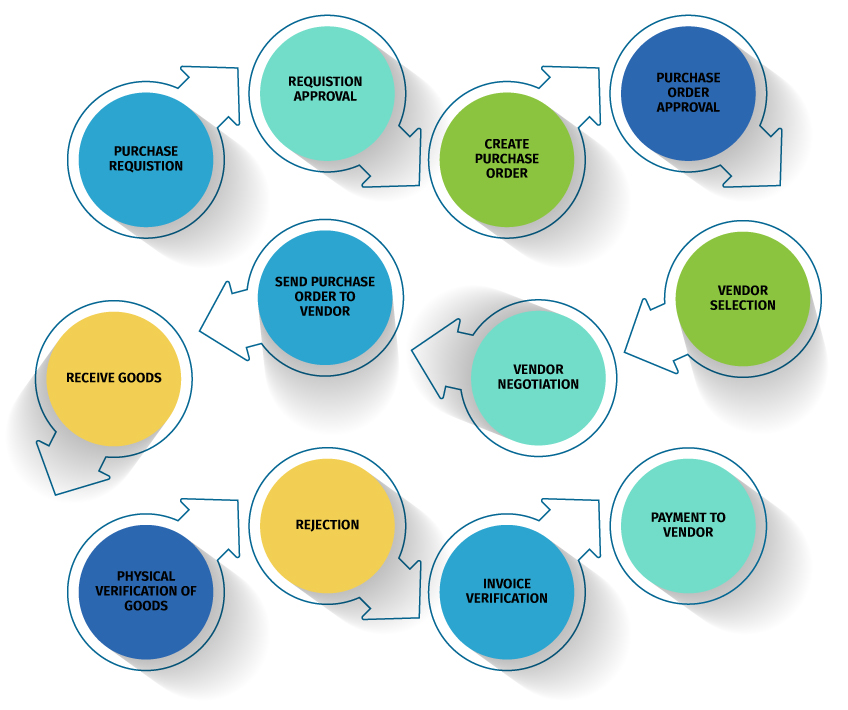 PURCHASE
REQUISTION
REQUISTION
APPROVAL
CREATE
PURCHASE
ORDER
PURCHASE
ORDER
APPROVAL
VENDOR
SELECTION
VENDOR
NEGOTIATION
SEND PURCHASE
ORDER TO
VENDOR
RECEIVE GOODS
PHYSICAL
VERIFICATION OF
GOODS
REJECTION
INVOICE
VERIFICATION
PAYMENT TO
VENDOR